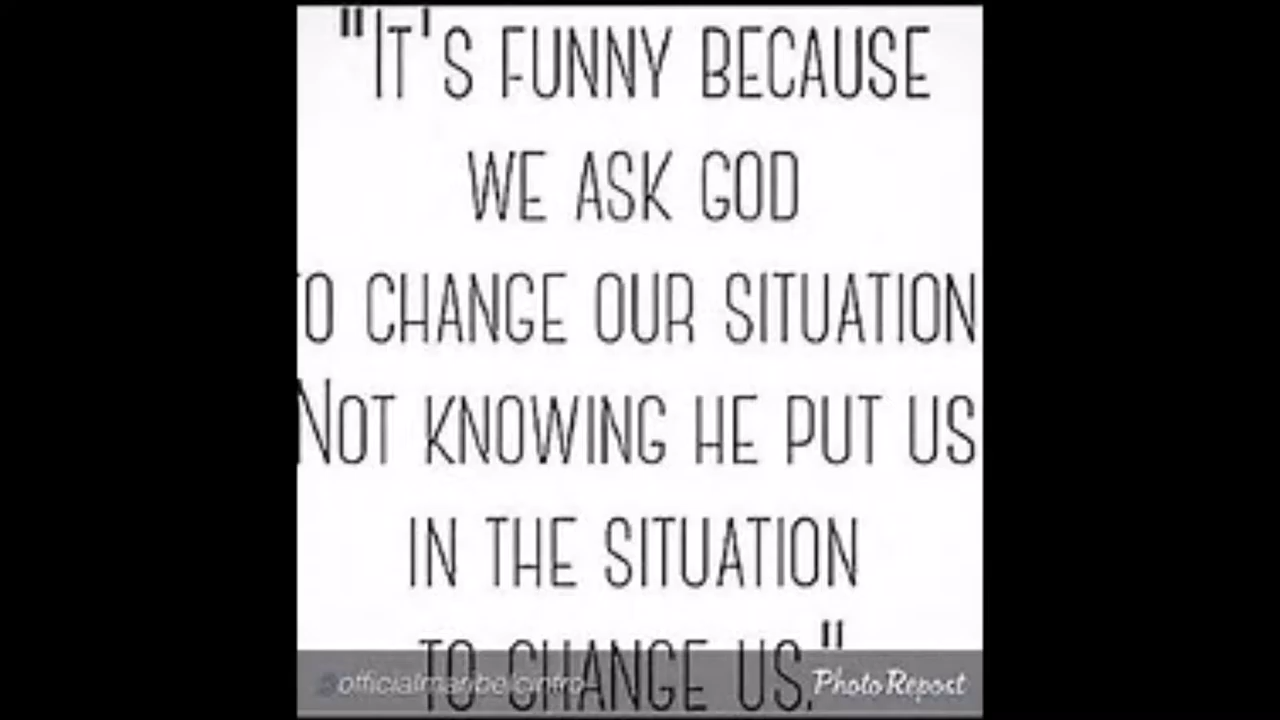 "IT'S FUNNY BECAUSE
WE ASK GOD
TO CHANGE OUR SITUATION
NOT KNOWING HE PUT US
IN THE SITUATION
TO CHANGE US."
PhotoRepost